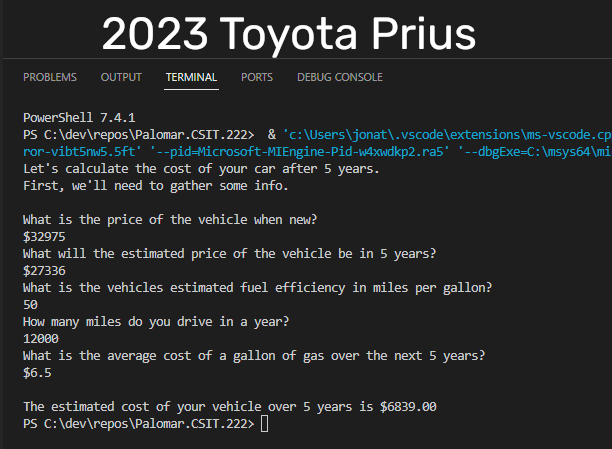 2023 Toyota Prius
PROBLEMS OUTPUT TERMINAL PORTS DEBUG CONSOLE
PowerShell 7.4.1
PS C:\dev\repos\Palomar.CSIT.222>  & 'c:\Users\jonat\.vscode\extensions\ms-vscode.cp
ror-vibt5nw5.5ft' '--pid=Microsoft-MIEngine-Pid-w4xwdkp2.ra5' '--dbgExe=C:\msys64\mi
Let's calculate the cost of your car after 5 years.
First, we'll need to gather some info.
What is the price of the vehicle when new?
$32975
What will the estimated price of the vehicle be in 5 years?
$27336
What is the vehicles estimated fuel efficiency in miles per gallon?
50
How many miles do you drive in a year?
12000
What is the average cost of a gallon of gas over the next 5 years?
$6.5
The estimated cost of your vehicle over 5 years is $6839.00
PS C:\dev\repos\Palomar.CSIT.222>